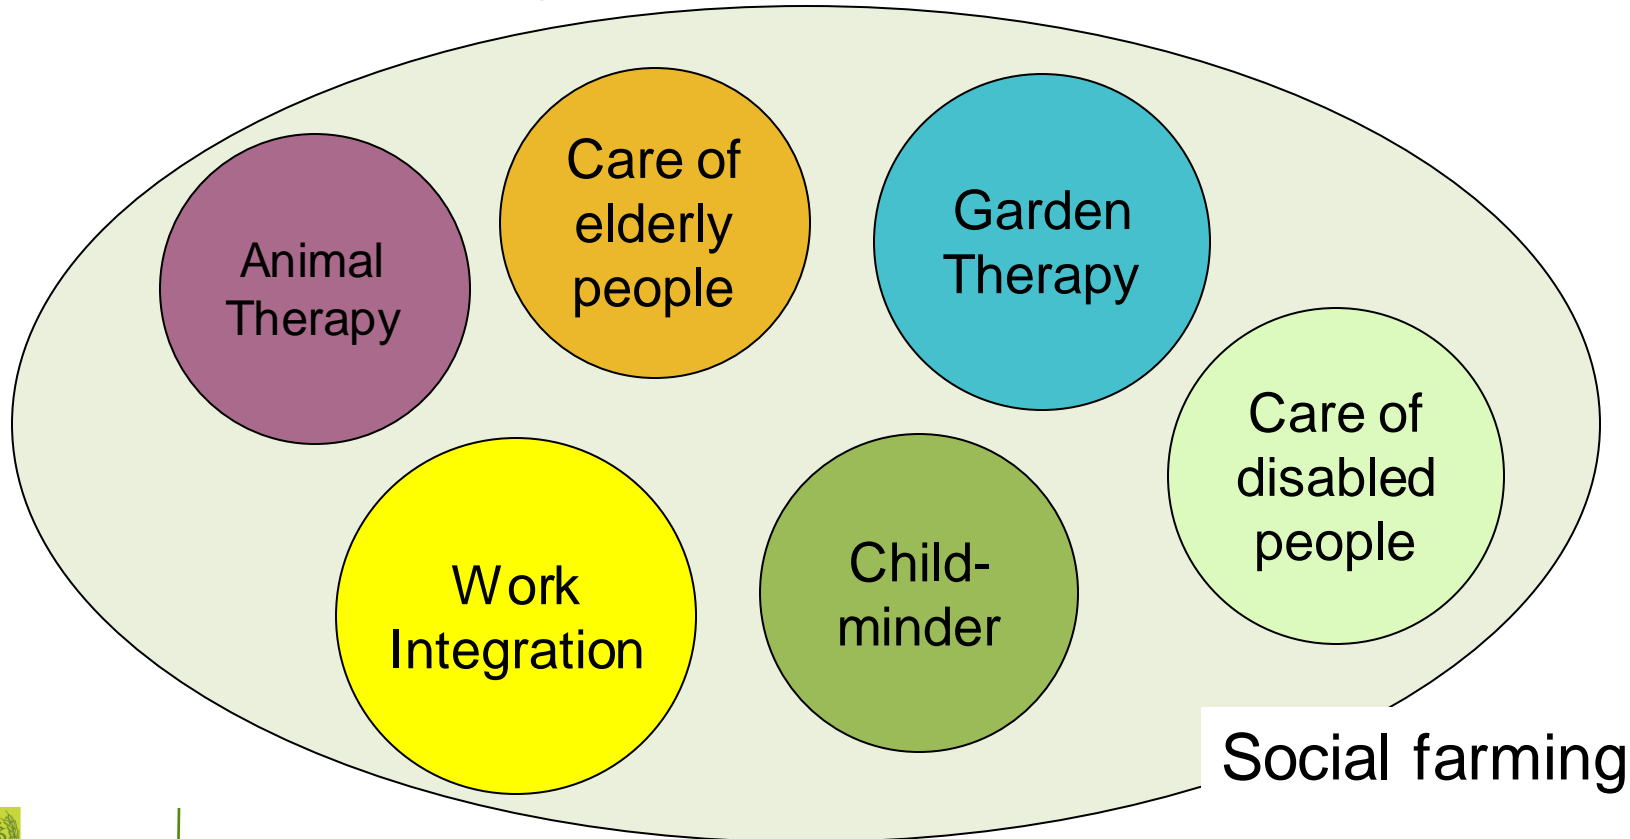 Animal
Therapy
Care of
elderly
people
Garden
Therapy
Care of
disabled
people
Work
Integration
Child-
minder
Social farming